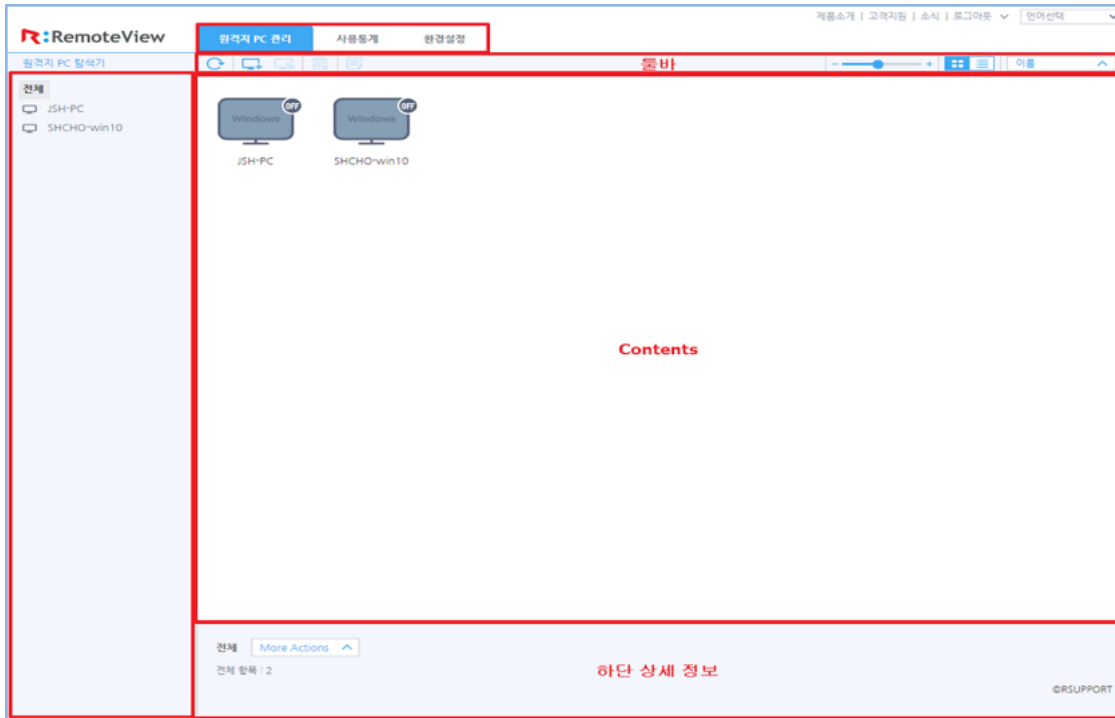 제품소개 | 고객지원 | 소식 | 로그아웃 언어선택
R:RemoteView
원격지 PC 관리 사용통계 환경설정
원격지 PC 탐색기
툴바
이름
전체
JSH-PC
SHCHO-win10
Windows OFF
Windows OFF
JSH-PC
SHCHO-win10
Contents
전체 More Actions
전체 항목 : 2
하단 상세 정보
©RSUPPORT